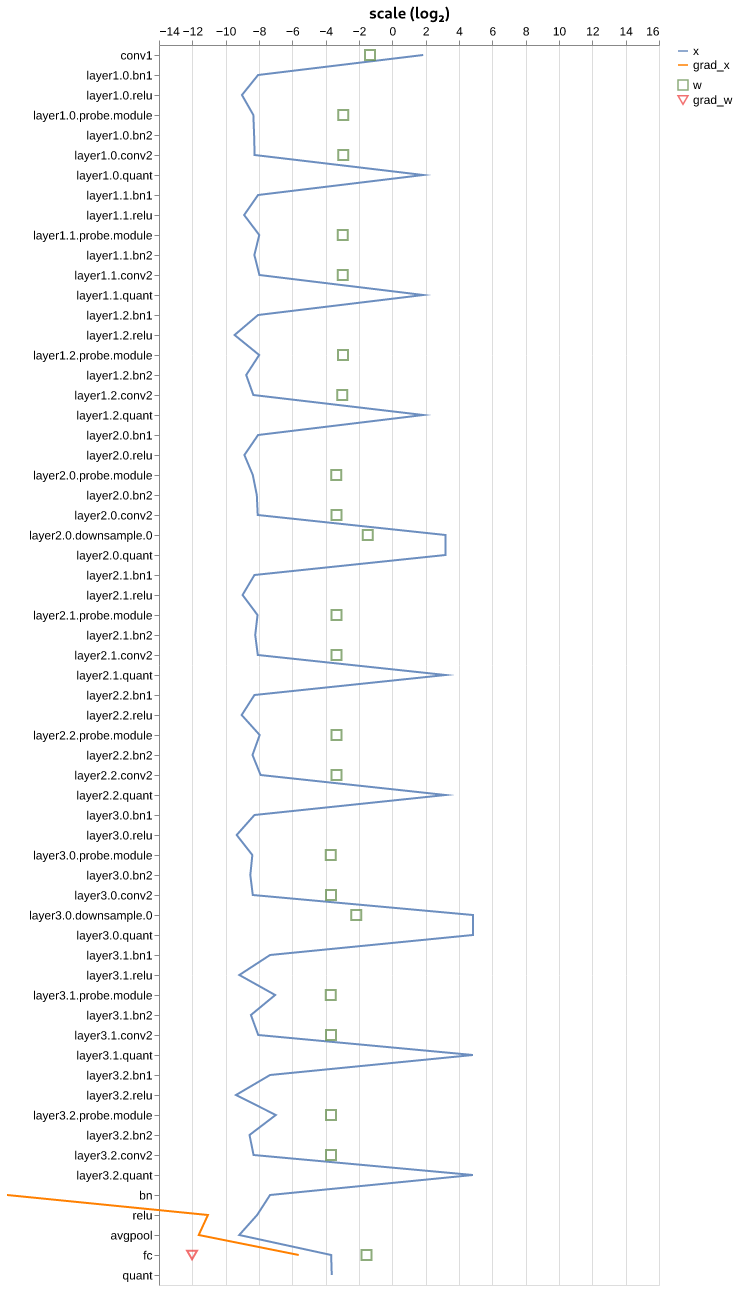 scale (log₂)
−14 −12 −10 −8 −6 −4 −2 0 2 4 6 8 10 12 14 16
x
grad_x
w
grad_w
conv1
layer1.0.bn1
layer1.0.relu
layer1.0.probe.module
layer1.0.bn2
layer1.0.conv2
layer1.0.quant
layer1.1.bn1
layer1.1.relu
layer1.1.probe.module
layer1.1.bn2
layer1.1.conv2
layer1.1.quant
layer1.2.bn1
layer1.2.relu
layer1.2.probe.module
layer1.2.bn2
layer1.2.conv2
layer1.2.quant
layer2.0.bn1
layer2.0.relu
layer2.0.probe.module
layer2.0.bn2
layer2.0.conv2
layer2.0.downsample.0
layer2.0.quant
layer2.1.bn1
layer2.1.relu
layer2.1.probe.module
layer2.1.bn2
layer2.1.conv2
layer2.1.quant
layer2.2.bn1
layer2.2.relu
layer2.2.probe.module
layer2.2.bn2
layer2.2.conv2
layer2.2.quant
layer3.0.bn1
layer3.0.relu
layer3.0.probe.module
layer3.0.bn2
layer3.0.conv2
layer3.0.downsample.0
layer3.0.quant
layer3.1.bn1
layer3.1.relu
layer3.1.probe.module
layer3.1.bn2
layer3.1.conv2
layer3.1.quant
layer3.2.bn1
layer3.2.relu
layer3.2.probe.module
layer3.2.bn2
layer3.2.conv2
layer3.2.quant
bn
relu
avgpool
fc
quant